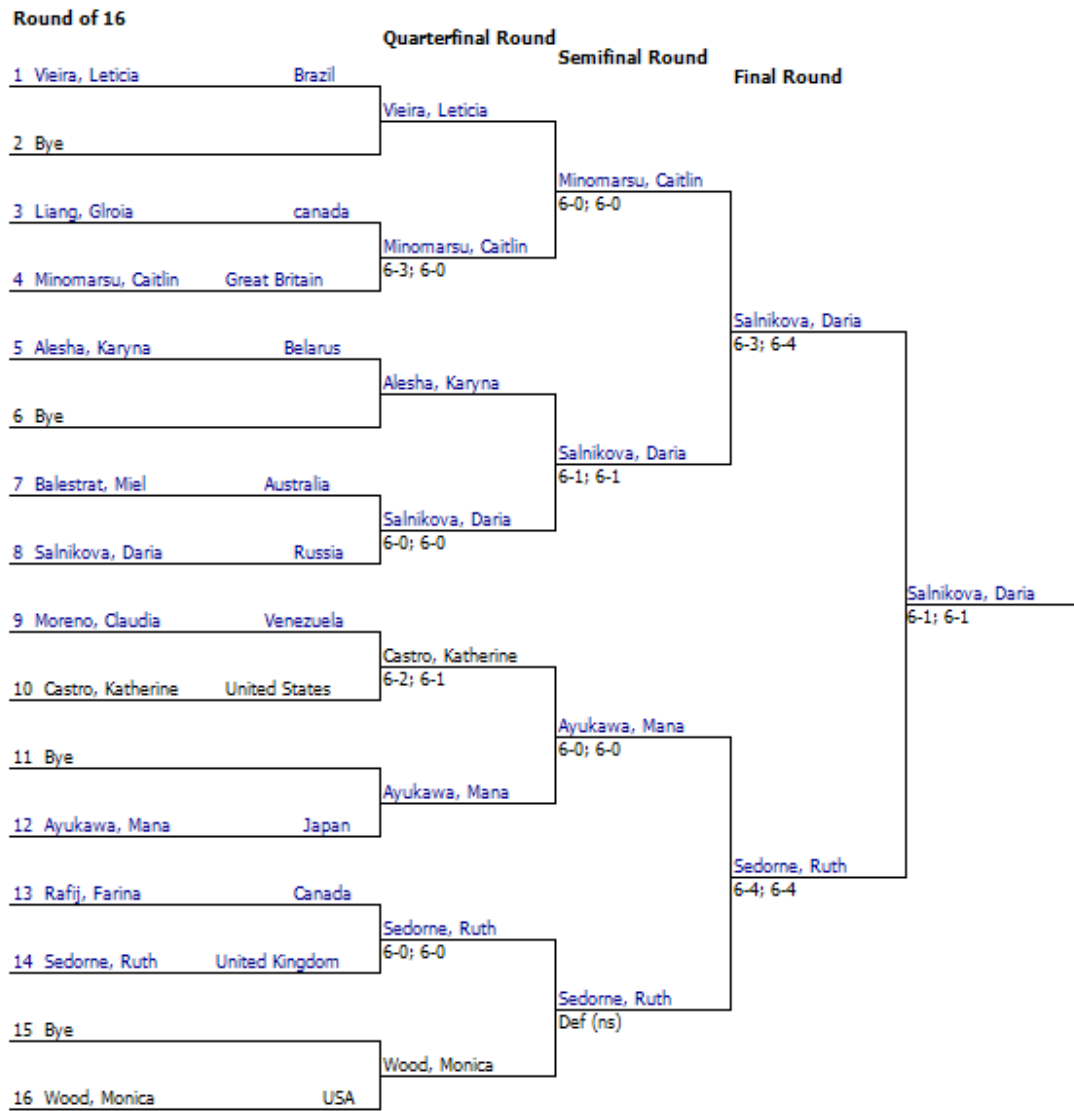 Round of 16
Quarterfinal Round
Semifinal Round
Final Round
1 Vieira, Leticia Brazil
Vieira, Leticia
2 Bye
Minomarsu, Caitlin
6-0; 6-0
3 Liang, Glroia canada
Minomarsu, Caitlin
6-3; 6-0
4 Minomarsu, Caitlin Great Britain
Salnikova, Daria
6-3; 6-4
5 Alesha, Karyna Belarus
Alesha, Karyna
6 Bye
Salnikova, Daria
6-1; 6-1
7 Balestrat, Miel Australia
Salnikova, Daria
6-0; 6-0
8 Salnikova, Daria Russia
Salnikova, Daria
6-1; 6-1
9 Moreno, Claudia Venezuela
Castro, Katherine
6-2; 6-1
10 Castro, Katherine United States
Ayukawa, Mana
6-0; 6-0
11 Bye
Ayukawa, Mana
12 Ayukawa, Mana Japan
Sedorne, Ruth
6-4; 6-4
13 Rafij, Farina Canada
Sedorne, Ruth
6-0; 6-0
14 Sedorne, Ruth United Kingdom
Sedorne, Ruth
Def (ns)
15 Bye
Wood, Monica
16 Wood, Monica USA